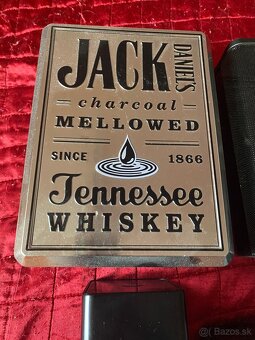 JACK
DANIEL'S
charcoal
MELLOWED
SINCE 1866
Tennessee
WHISKEY
© Bazos.sk